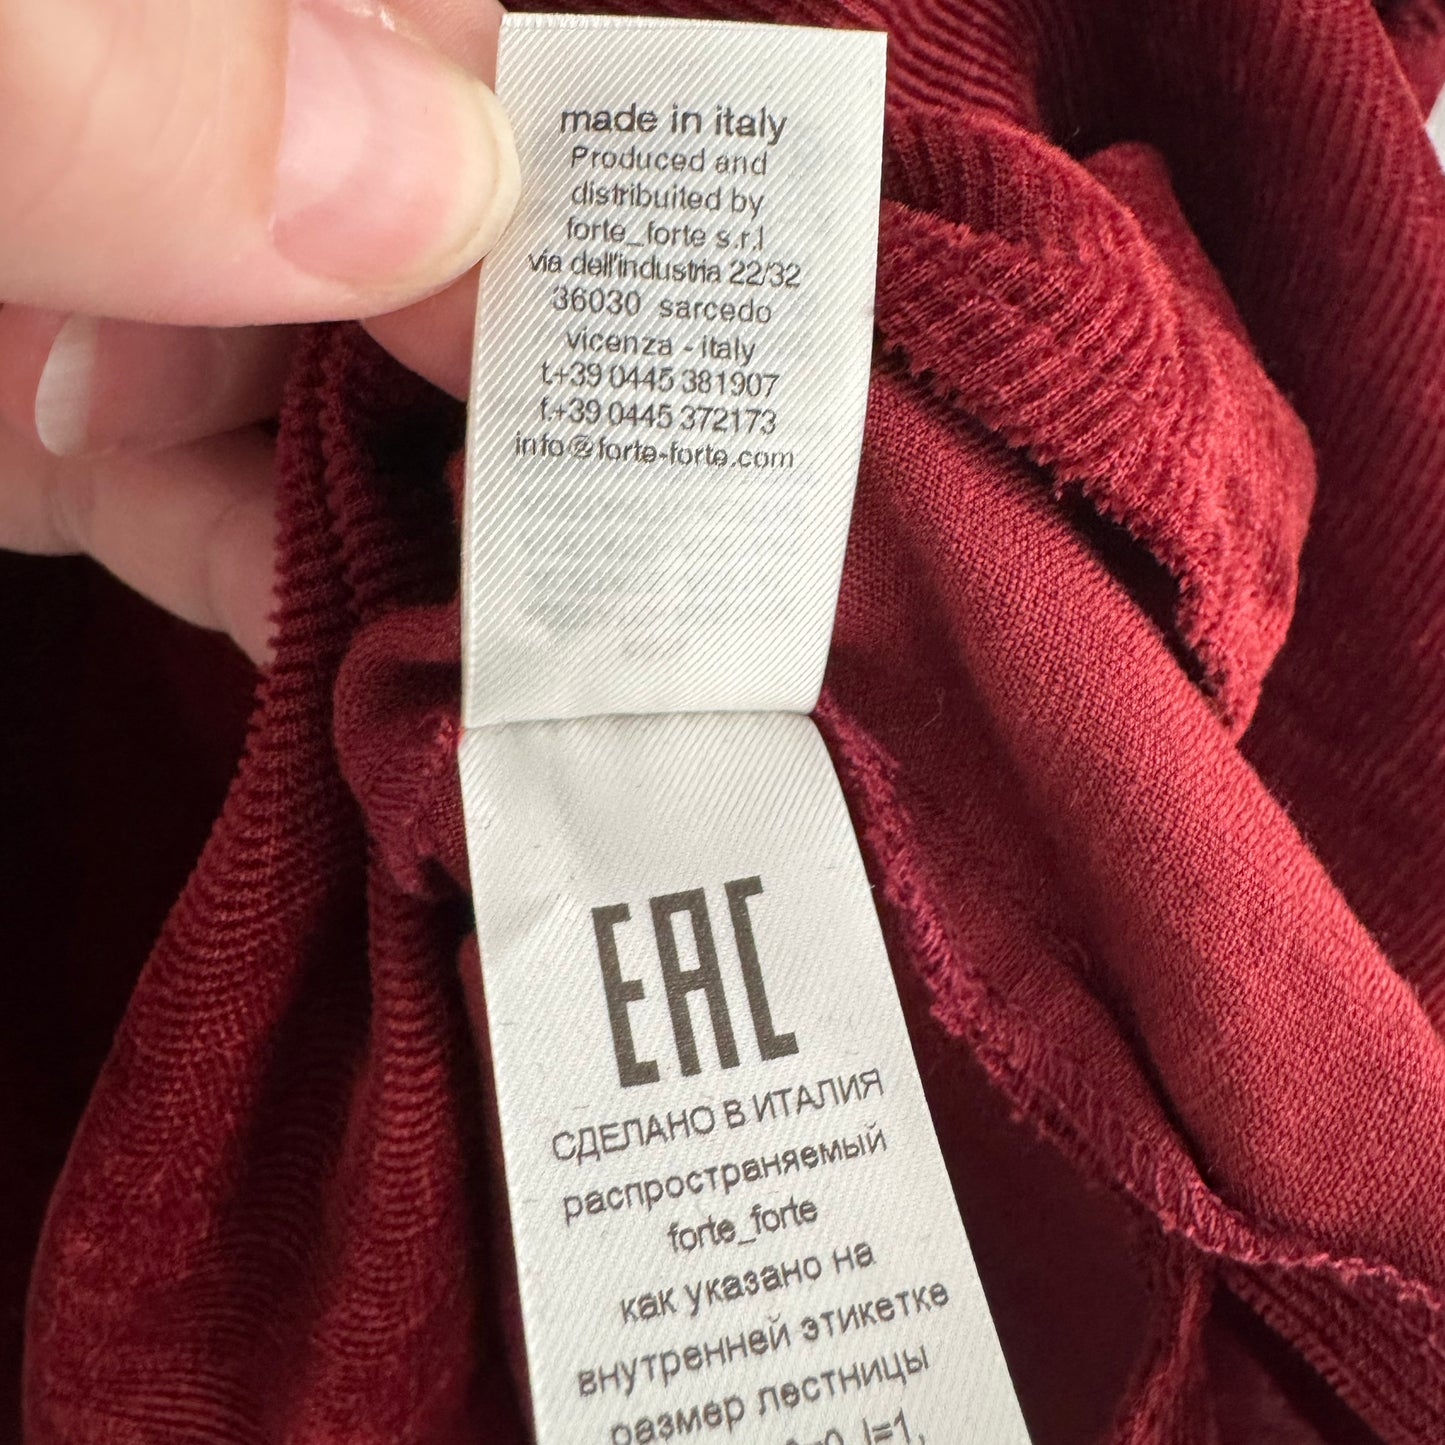 made in italy
Produced and
distribuited by
forte_forte s.r.l
via dell'industria 22/32
36030 sarcedo
vicenza - italy
t.+39 0445 381907
f.+39 0445 372173
info@forte-forte.com
EAC
СДЕЛАНО В ИТАЛИЯ
распространяемый
forte_forte
как указано на
внутренней этикетке
размер лестницы
I=1,